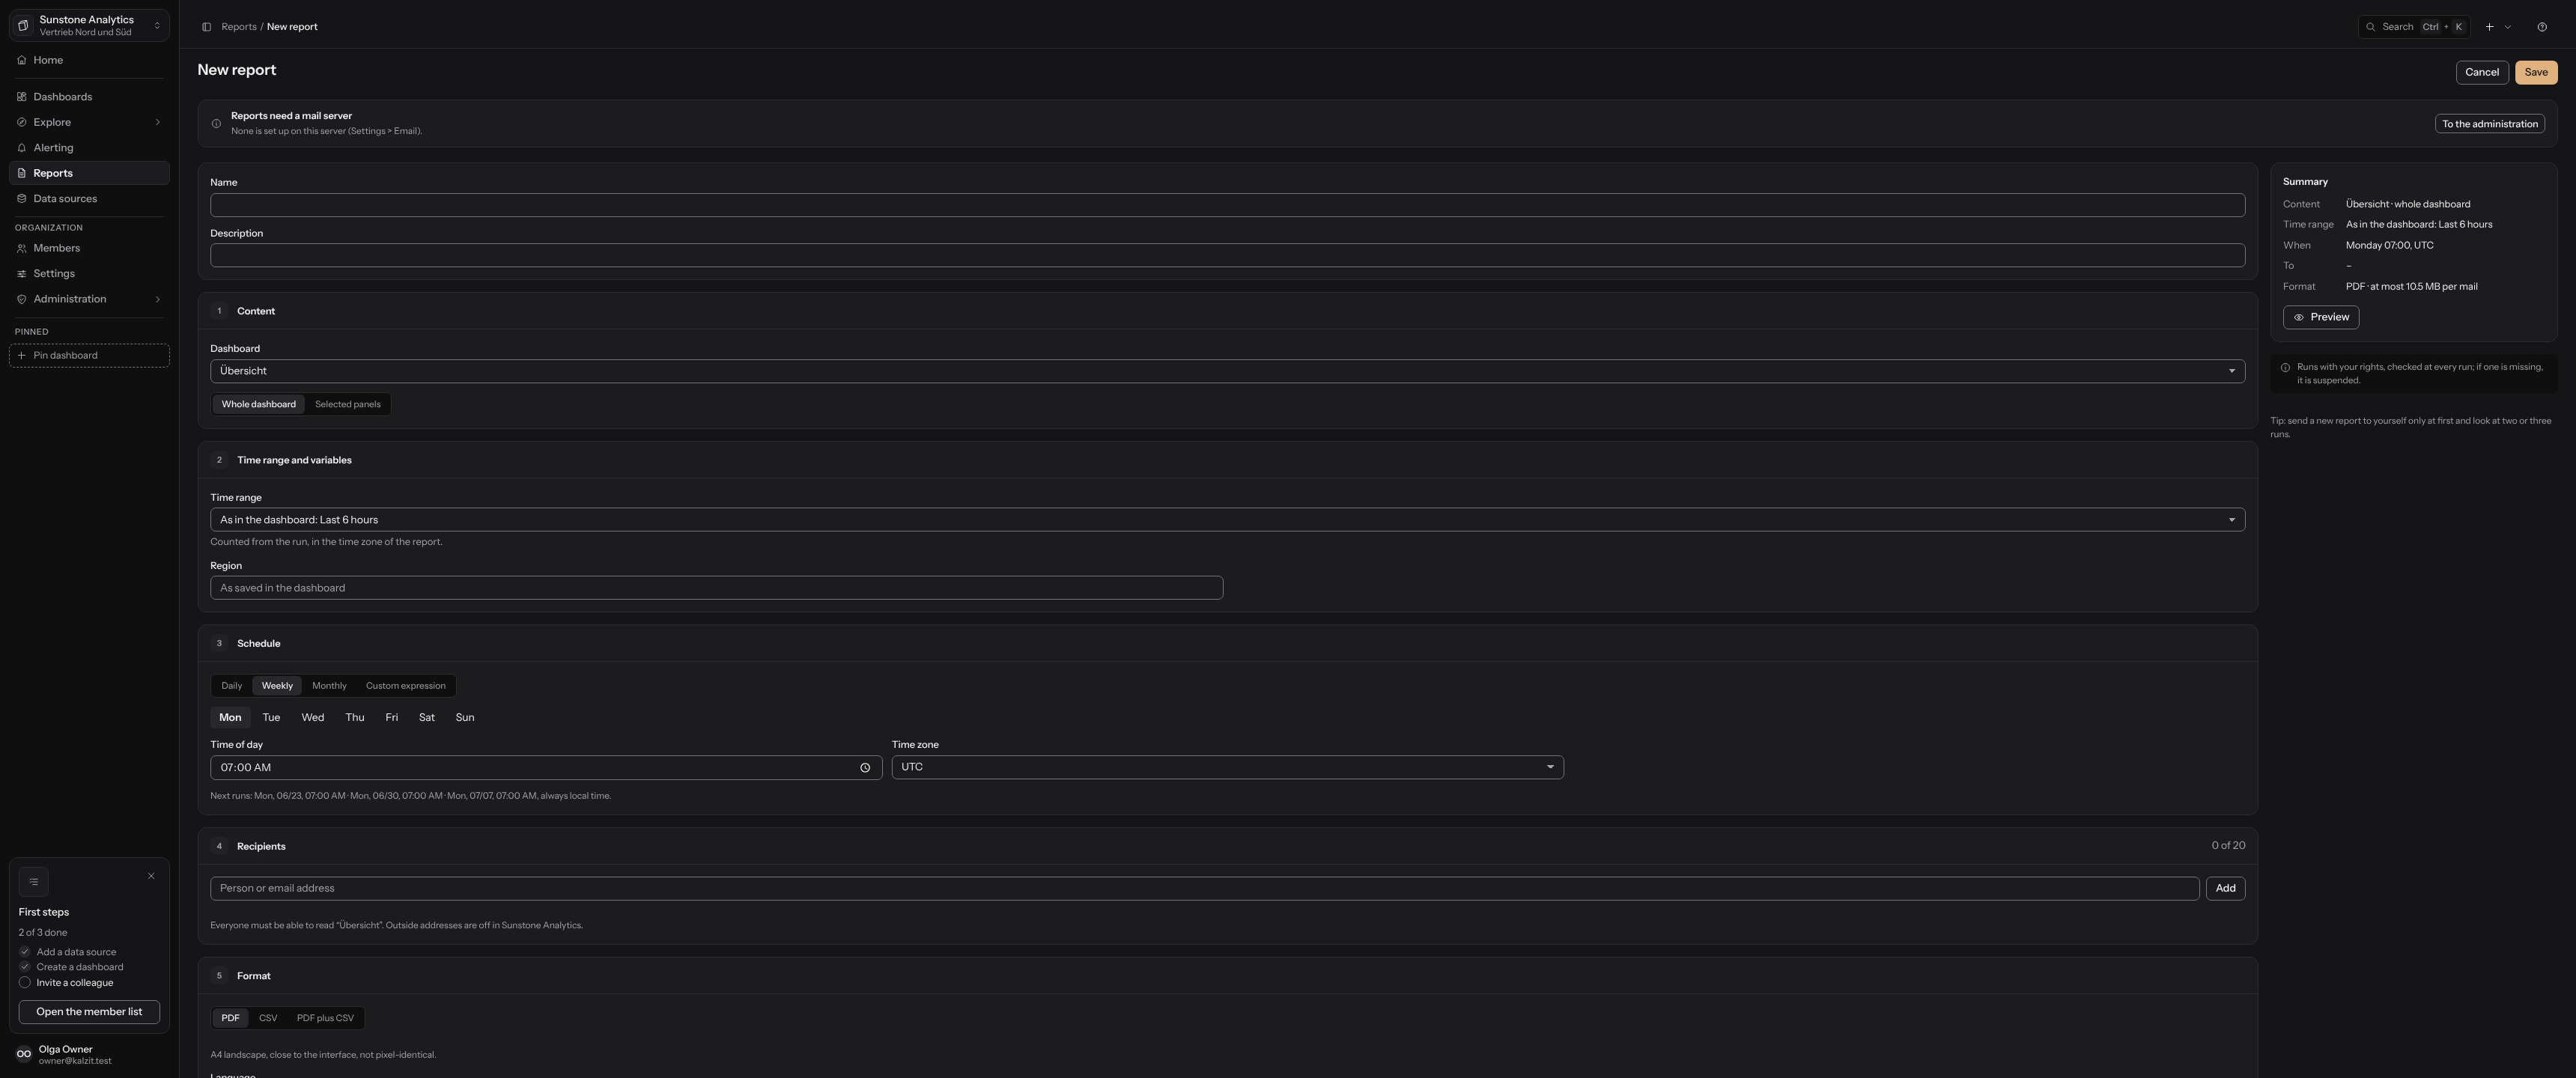 Sunstone Analytics
Vertrieb Nord und Süd
Home
Dashboards
Explore
Alerting
Reports
Data sources
ORGANIZATION
Members
Settings
Administration
PINNED
Pin dashboard
First steps
2 of 3 done
Add a data source
Create a dashboard
Invite a colleague
Open the member list
OO
Olga Owner
owner@kalzit.test
Reports / New report
Search Ctrl + K
New report
Cancel
Save
Reports need a mail server
None is set up on this server (Settings > Email).
To the administration
Name
Description
1 Content
Dashboard
Übersicht
Whole dashboard Selected panels
2 Time range and variables
Time range
As in the dashboard: Last 6 hours
Counted from the run, in the time zone of the report.
Region
As saved in the dashboard
3 Schedule
Daily Weekly Monthly Custom expression
Mon Tue Wed Thu Fri Sat Sun
Time of day Time zone
07:00 AM UTC
Next runs: Mon, 06/23, 07:00 AM · Mon, 06/30, 07:00 AM · Mon, 07/07, 07:00 AM, always local time.
4 Recipients 0 of 20
Person or email address Add
Everyone must be able to read “Übersicht”. Outside addresses are off in Sunstone Analytics.
5 Format
PDF CSV PDF plus CSV
A4 landscape, close to the interface, not pixel-identical.
Language
Summary
Content Übersicht · whole dashboard
Time range As in the dashboard: Last 6 hours
When Monday 07:00, UTC
To –
Format PDF · at most 10.5 MB per mail
Preview
Runs with your rights, checked at every run; if one is missing,
it is suspended.
Tip: send a new report to yourself only at first and look at two or three
runs.